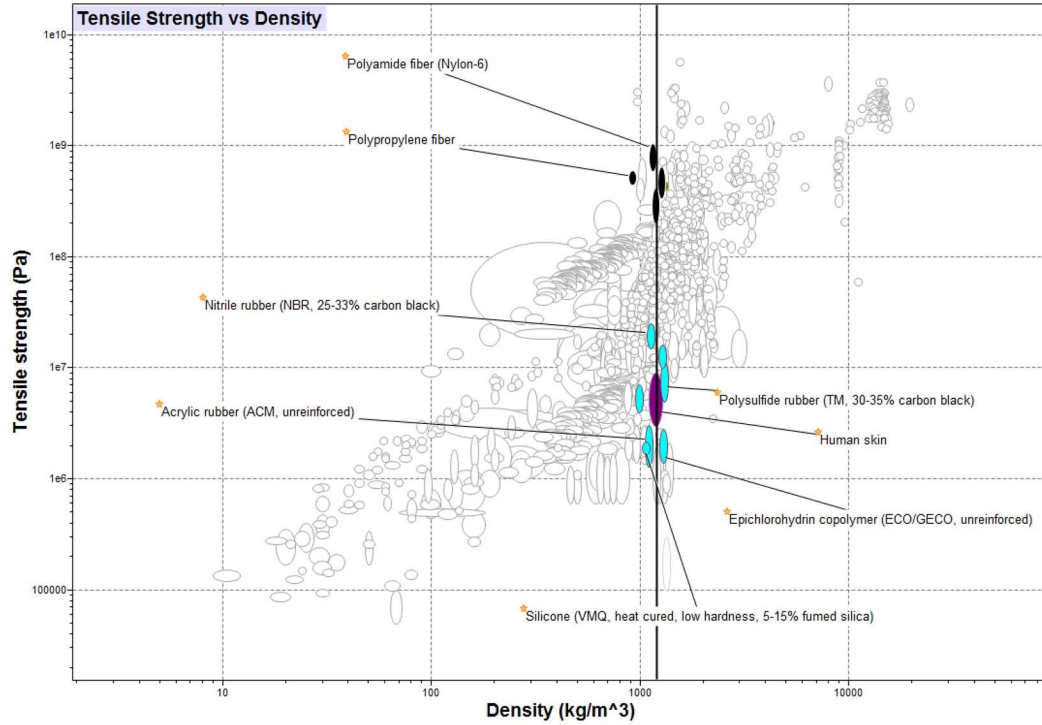 Tensile Strength vs Density
1e10
Polyamide fiber (Nylon-6)
1e9
Polypropylene fiber
1e8
Tensile strength (Pa)
Nitrile rubber (NBR, 25-33% carbon black)
1e7
Polysulfide rubber (TM, 30-35% carbon black)
Acrylic rubber (ACM, unreinforced)
Human skin
1e6
Epichlorohydrin copolymer (ECO/GECO, unreinforced)
100000
Silicone (VMQ, heat cured, low hardness, 5-15% fumed silica)
10
100
1000
10000
Density (kg/m^3)